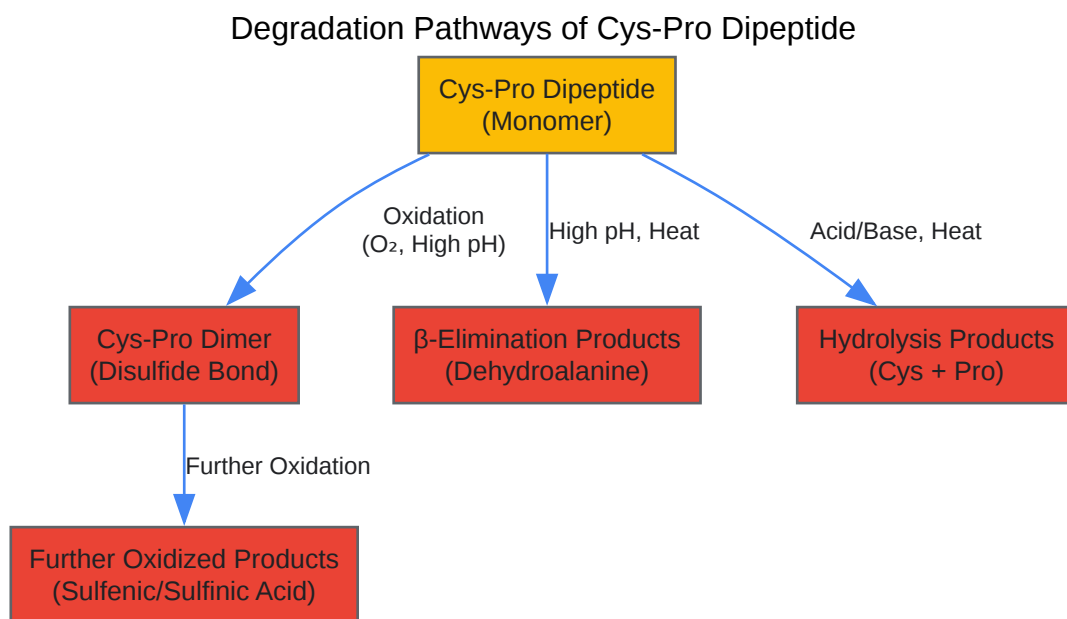 Degradation Pathways of Cys-Pro Dipeptide
Cys-Pro Dipeptide
(Monomer)
Oxidation
(O₂, High pH)
High pH, Heat
Acid/Base, Heat
Cys-Pro Dimer
(Disulfide Bond)
β-Elimination Products
(Dehydroalanine)
Hydrolysis Products
(Cys + Pro)
Further Oxidation
Further Oxidized Products
(Sulfenic/Sulfinic Acid)